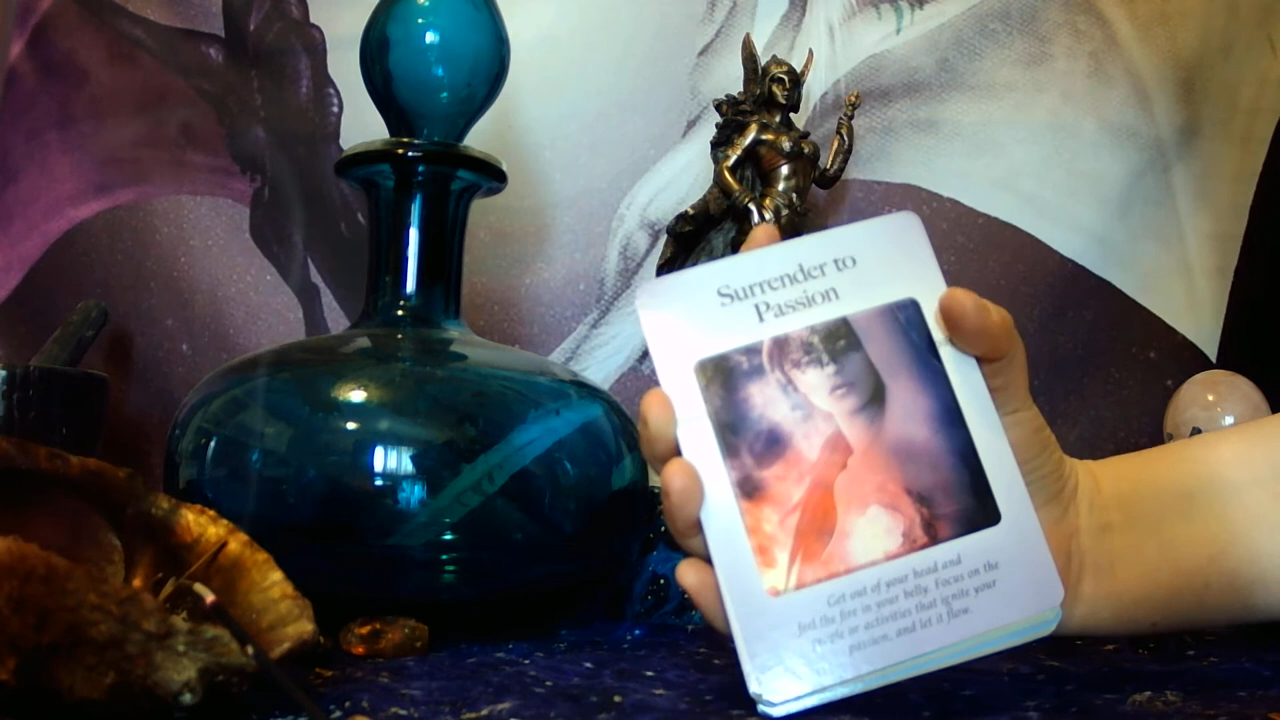 Surrender to
Passion
Get out of your head and
feel the fire in your belly. Focus on the
people or activities that ignite your
passion, and let it flow.